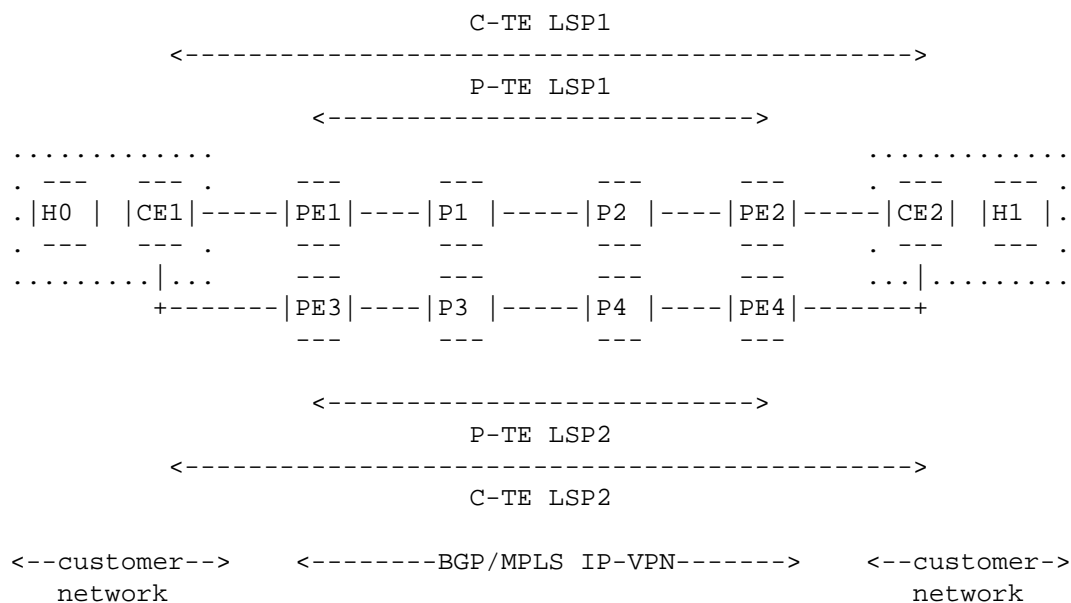 C-TE LSP1
<---------------------------------------------->
P-TE LSP1
<--------------------------->
.............                                          .............
. ---   --- .     ---      ---       ---      ---     . ---   --- .
.|H0 | |CE1|-----|PE1|----|P1 |-----|P2 |----|PE2|-----|CE2| |H1 |.
. ---   --- .     ---      ---       ---      ---     . ---   --- .
.........|...     ---      ---       ---      ---     ...|.........
+-------|PE3|----|P3 |-----|P4 |----|PE4|-------+
---      ---       ---      ---
<--------------------------->
P-TE LSP2
<---------------------------------------------->
C-TE LSP2
<--customer-->    <--------BGP/MPLS IP-VPN------->    <--customer->
network                                                network